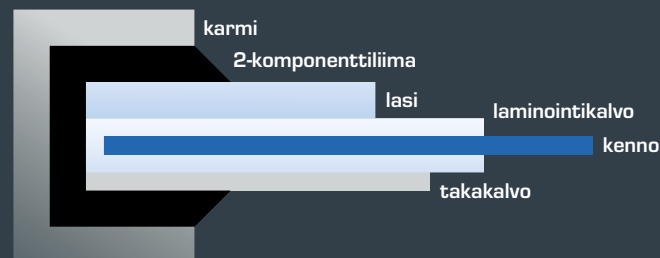 karmi
2-komponenttiliima
lasi
laminointikalvo
kenno
takakalvo